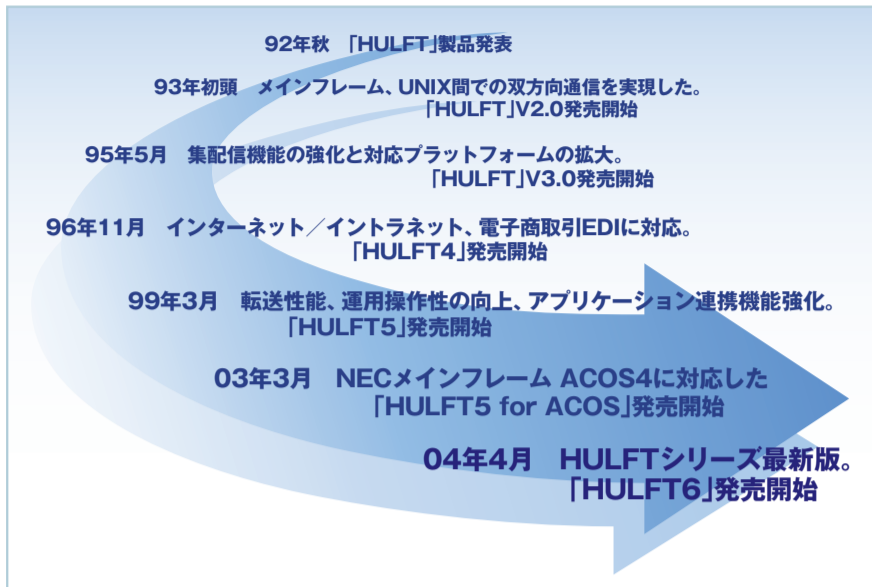 92年秋　「HULFT」製品発表
93年初頭　メインフレーム、UNIX間での双方向通信を実現した。
「HULFT」V2.0発売開始
95年5月　集配信機能の強化と対応プラットフォームの拡大。
「HULFT」V3.0発売開始
96年11月　インターネット／イントラネット、電子商取引EDIに対応。
「HULFT4」発売開始
99年3月　転送性能、運用操作性の向上、アプリケーション連携機能強化。
「HULFT5」発売開始
03年3月　NECメインフレーム ACOS4に対応した
「HULFT5 for ACOS」発売開始
04年4月　HULFTシリーズ最新版。
「HULFT6」発売開始